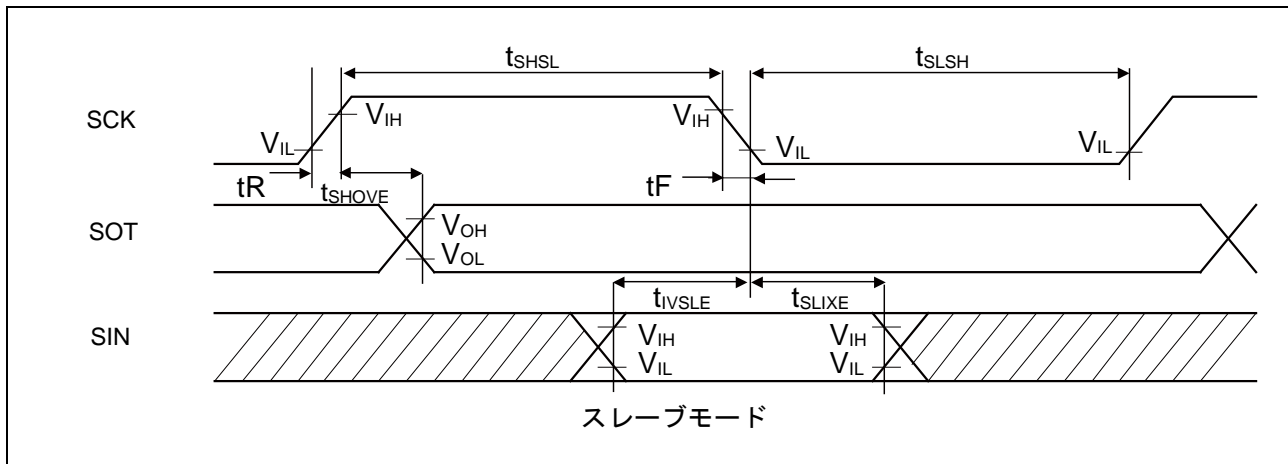 tSHSL tSLSH
SCK VIH VIH
VIL VIL VIL
tR tSHOVE tF
SOT VOH
VOL
tIVSLE tSLIXE
SIN VIH VIH
VIL VIL
スレーブモード